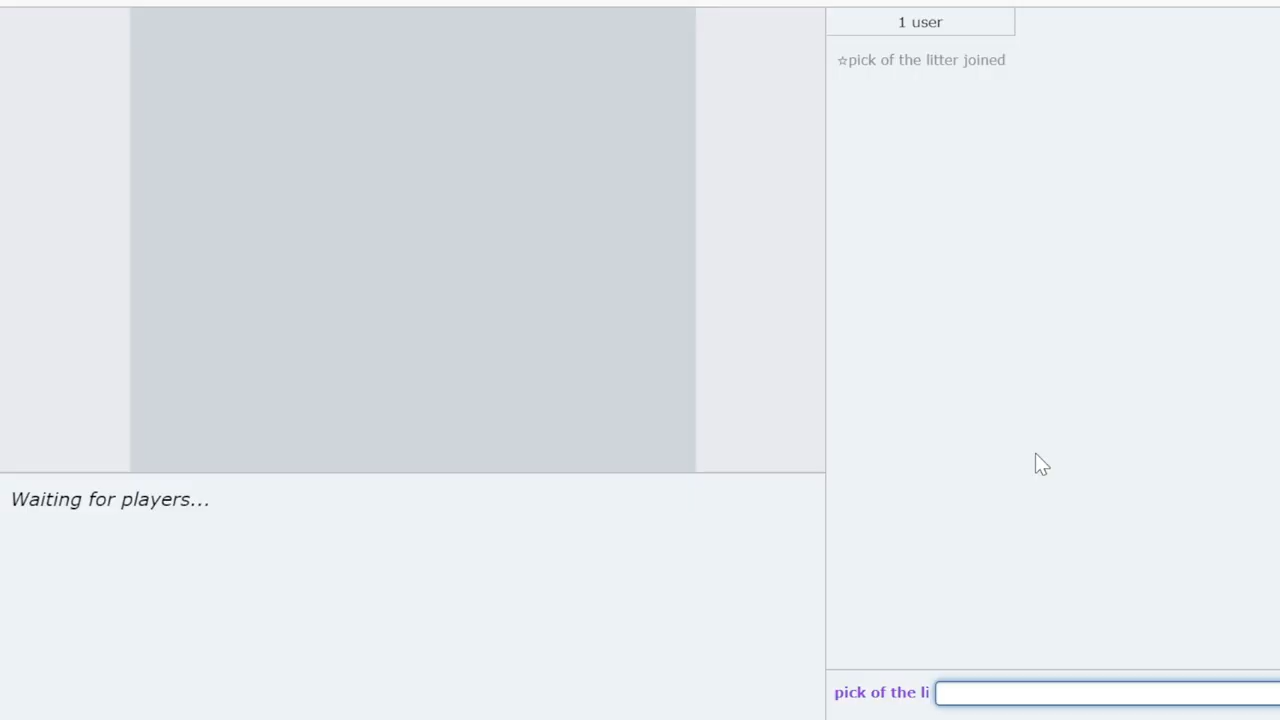 1 user
☆pick of the litter joined
Waiting for players...
pick of the li